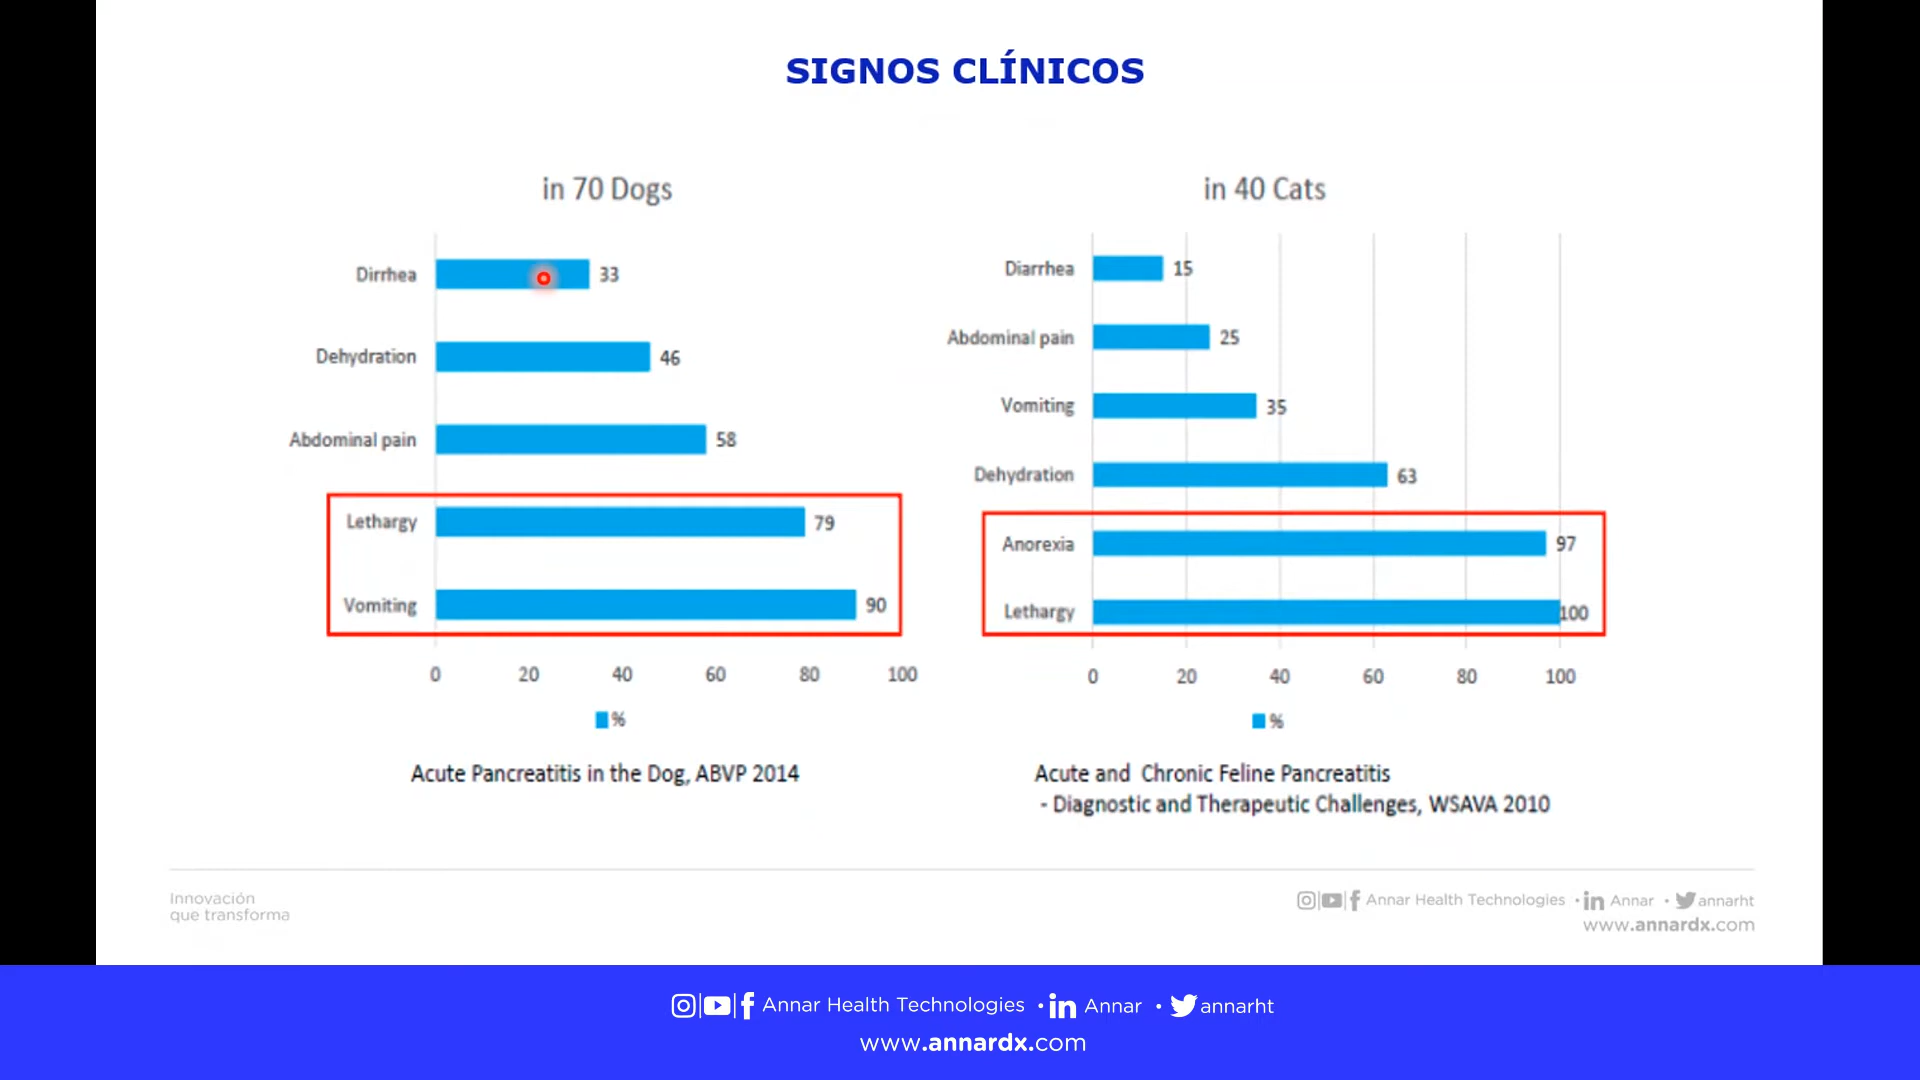 SIGNOS CLÍNICOS
in 70 Dogs
Dirrhea 33
Dehydration 46
Abdominal pain 58
Lethargy 79
Vomiting 90
0 20 40 60 80 100
%
Acute Pancreatitis in the Dog, ABVP 2014
in 40 Cats
Diarrhea 15
Abdominal pain 25
Vomiting 35
Dehydration 63
Anorexia 97
Lethargy 100
0 20 40 60 80 100
%
Acute and Chronic Feline Pancreatitis
- Diagnostic and Therapeutic Challenges, WSAVA 2010
Innovación
que transforma
Annar Health Technologies • in Annar • annarht
www.annardx.com
Annar Health Technologies • in Annar • annarht
www.annardx.com